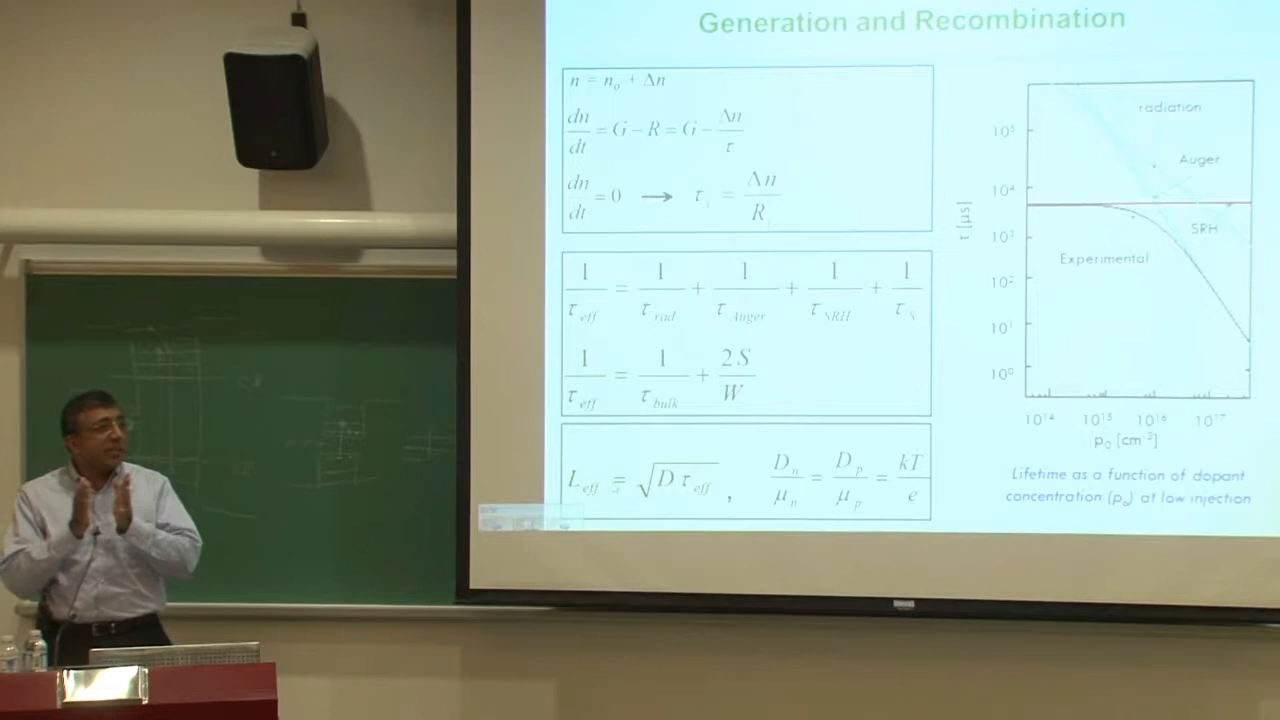 Generation and Recombination
n = n_o + Δn
dn/dt = G − R = G − Δn/τ
dn/dt = 0 → τ_i = Δn/R_i
1/τ_eff = 1/τ_rad + 1/τ_Auger + 1/τ_SRH + 1/τ_S
1/τ_eff = 1/τ_bulk + 2S/W
L_eff = √(D τ_eff) , D_n/μ_n = D_p/μ_p = kT/e
radiation
10⁵
Auger
10⁴
τ [μs]
SRH
10³
Experimental
10²
10¹
10⁰
10¹⁴ 10¹⁵ 10¹⁶ 10¹⁷
p₀ [cm⁻³]
Lifetime as a function of dopant
concentration (p₀) at low injection